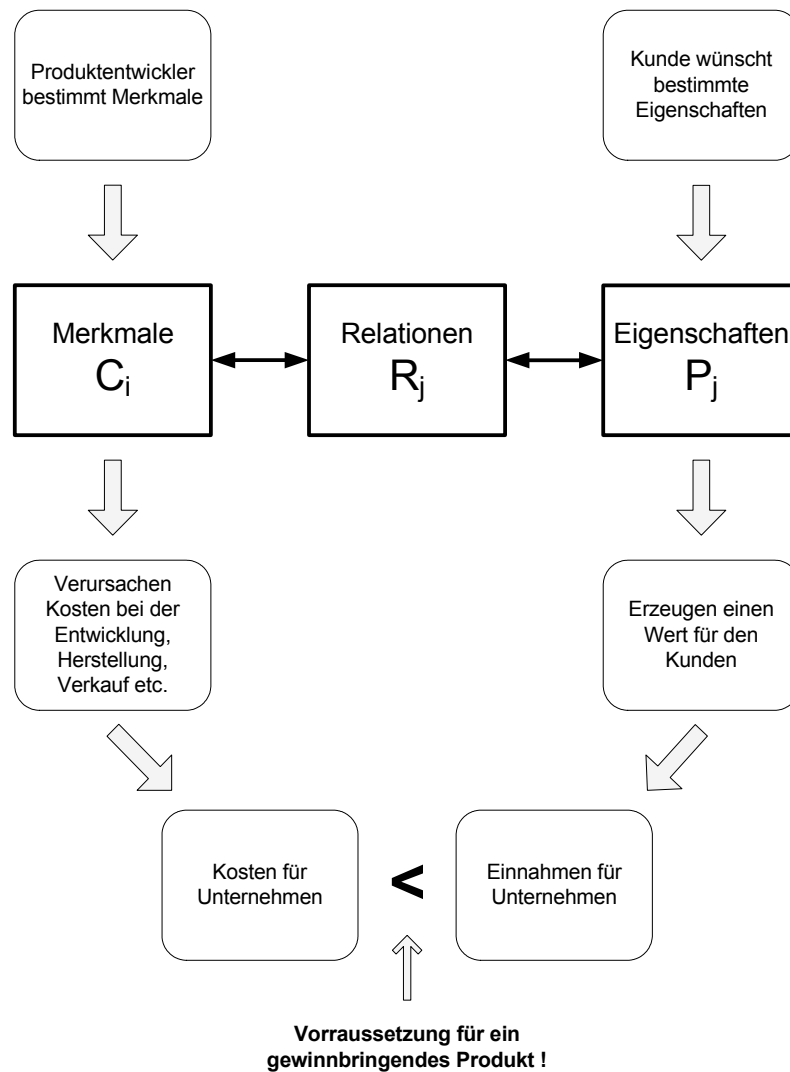 Produktentwickler
bestimmt Merkmale
Kunde wünscht
bestimmte
Eigenschaften
Merkmale
Ci
Relationen
Rj
Eigenschaften
Pj
Verursachen
Kosten bei der
Entwicklung,
Herstellung,
Verkauf etc.
Erzeugen einen
Wert für den
Kunden
Kosten für
Unternehmen
<
Einnahmen für
Unternehmen
Vorraussetzung für ein
gewinnbringendes Produkt !